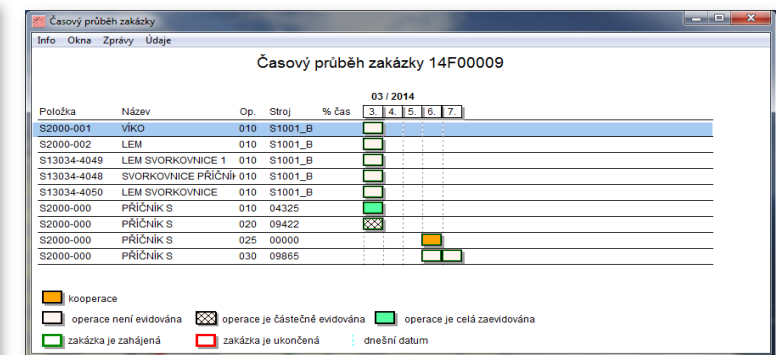 Časový průběh zakázky
Info Okna Zprávy Údaje
Časový průběh zakázky 14F00009
03 / 2014
Položka Název Op. Stroj % čas 3. 4. 5. 6. 7.
S2000-001 VÍKO 010 S1001_B
S2000-002 LEM 010 S1001_B
S13034-4049 LEM SVORKOVNICE 1 010 S1001_B
S13034-4048 SVORKOVNICE PŘÍČNÍK 010 S1001_B
S13034-4050 LEM SVORKOVNICE 010 S1001_B
S2000-000 PŘÍČNÍK S 010 04325
S2000-000 PŘÍČNÍK S 020 09422
S2000-000 PŘÍČNÍK S 025 00000
S2000-000 PŘÍČNÍK S 030 09865
kooperace
operace není evidována operace je částečně evidována operace je celá zaevidována
zakázka je zahájená zakázka je ukončená dnešní datum